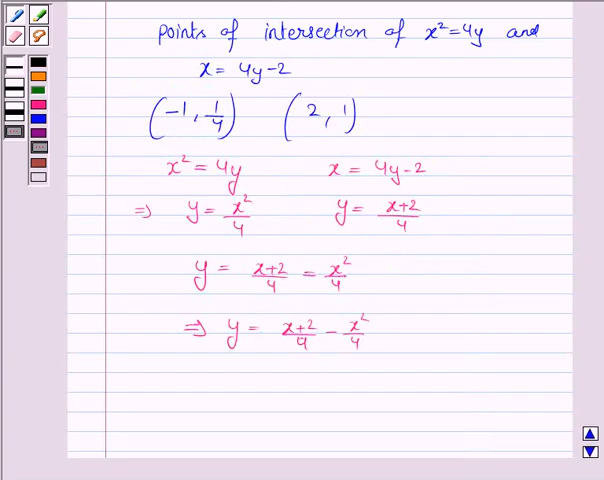 points of intersection of x² = 4y and
x = 4y - 2
(-1, 1/4) (2, 1)
x² = 4y x = 4y - 2
⇒ y = x²/4 y = (x+2)/4
y = (x+2)/4 = x²/4
⇒ y = (x+2)/4 - x²/4